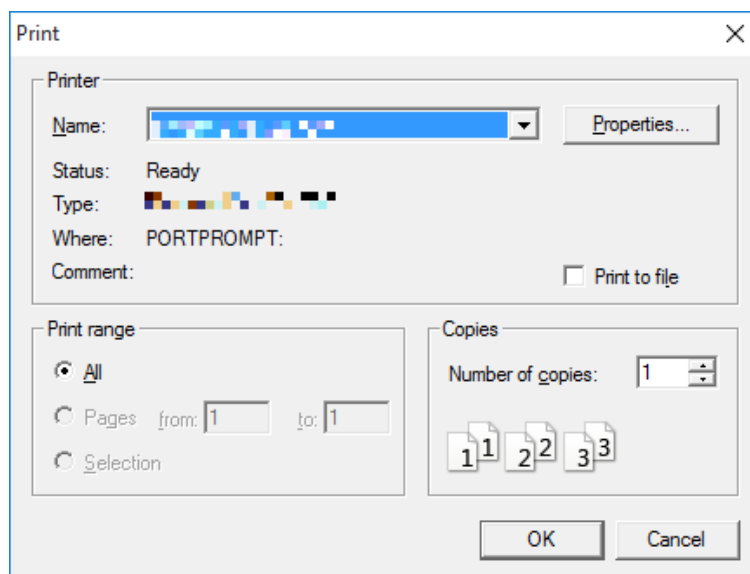 Print
Printer
Name:
Properties...
Status: Ready
Type:
Where: PORTPROMPT:
Comment:
Print to file
Print range
All
Pages from: 1 to: 1
Selection
Copies
Number of copies: 1
1 1 2 2 3 3
OK Cancel